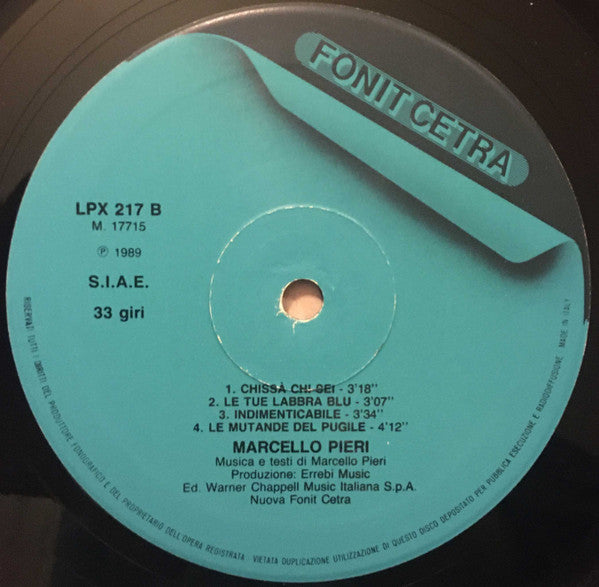 FONIT CETRA
LPX 217 B
M. 17715
℗ 1989
S.I.A.E.
33 giri
1. CHISSÀ CHI SEI - 3'18"
2. LE TUE LABBRA BLU - 3'07"
3. INDIMENTICABILE - 3'34"
4. LE MUTANDE DEL PUGILE - 4'12"
MARCELLO PIERI
Musica e testi di Marcello Pieri
Produzione: Errebi Music
Ed. Warner Chappell Music Italiana S.p.A.
Nuova Fonit Cetra
RISERVATI TUTTI I DIRITTI DEL PRODUTTORE FONOGRAFICO E DEL PROPRIETARIO DELL'OPERA REGISTRATA - VIETATA DUPLICAZIONE UTILIZZAZIONE DI QUESTO DISCO DEPOSITATO PER PUBBLICA ESECUZIONE E RADIODIFFUSIONE. MADE IN ITALY